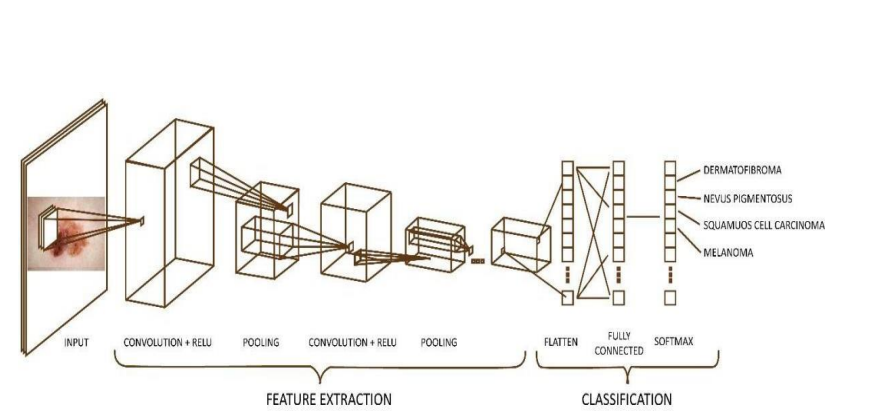 DERMATOFIBROMA
NEVUS PIGMENTOSUS
SQUAMUOS CELL CARCINOMA
MELANOMA
INPUT
CONVOLUTION + RELU
POOLING
CONVOLUTION + RELU
POOLING
FLATTEN
FULLY
CONNECTED
SOFTMAX
FEATURE EXTRACTION
CLASSIFICATION